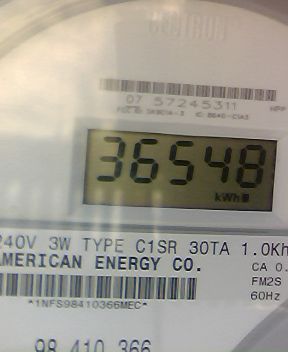 07 57245311
36548
kWh
240V 3W TYPE C1SR 30TA 1.0Kh
AMERICAN ENERGY CO.
CA 0.
FM2S
60Hz
*1NFS98410366MEC*
98 410 366